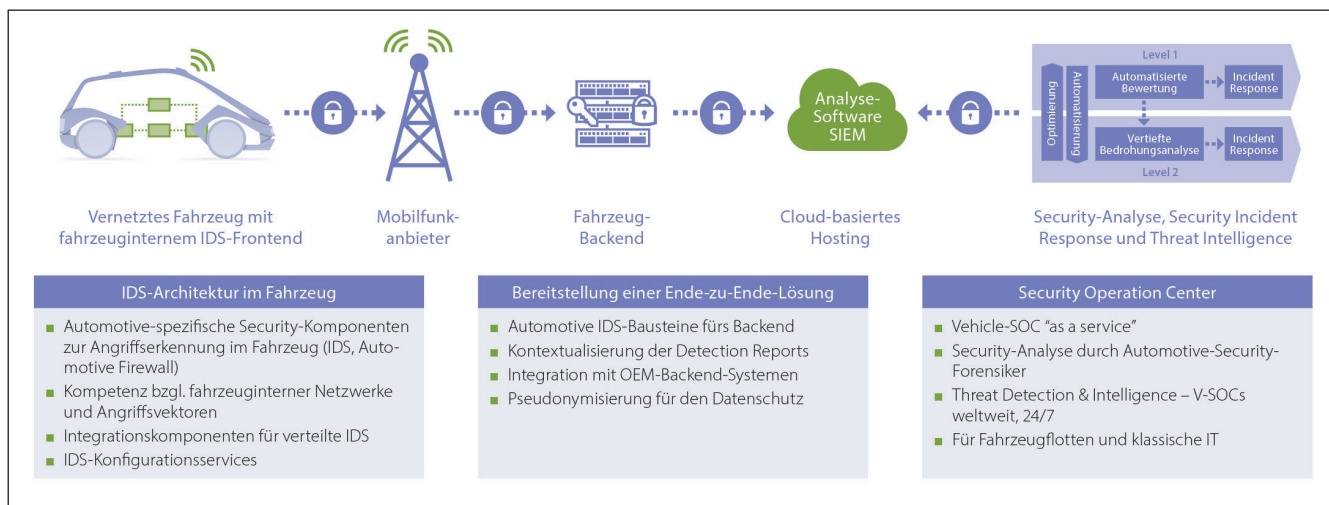 Analyse-
Software
SIEM
Level 1
Optimierung
Automatisierung
Automatisierte
Bewertung
Incident
Response
Vertiefte
Bedrohungsanalyse
Incident
Response
Level 2
Vernetztes Fahrzeug mit
fahrzeuginternem IDS-Frontend
Mobilfunk-
anbieter
Fahrzeug-
Backend
Cloud-basiertes
Hosting
Security-Analyse, Security Incident
Response und Threat Intelligence
IDS-Architektur im Fahrzeug
Automotive-spezifische Security-Komponenten
zur Angriffserkennung im Fahrzeug (IDS, Auto-
motive Firewall)
Kompetenz bzgl. fahrzeuginterner Netzwerke
und Angriffsvektoren
Integrationskomponenten für verteilte IDS
IDS-Konfigurationsservices
Bereitstellung einer Ende-zu-Ende-Lösung
Automotive IDS-Bausteine fürs Backend
Kontextualisierung der Detection Reports
Integration mit OEM-Backend-Systemen
Pseudonymisierung für den Datenschutz
Security Operation Center
Vehicle-SOC "as a service"
Security-Analyse durch Automotive-Security-
Forensiker
Threat Detection & Intelligence – V-SOCs
weltweit, 24/7
Für Fahrzeugflotten und klassische IT